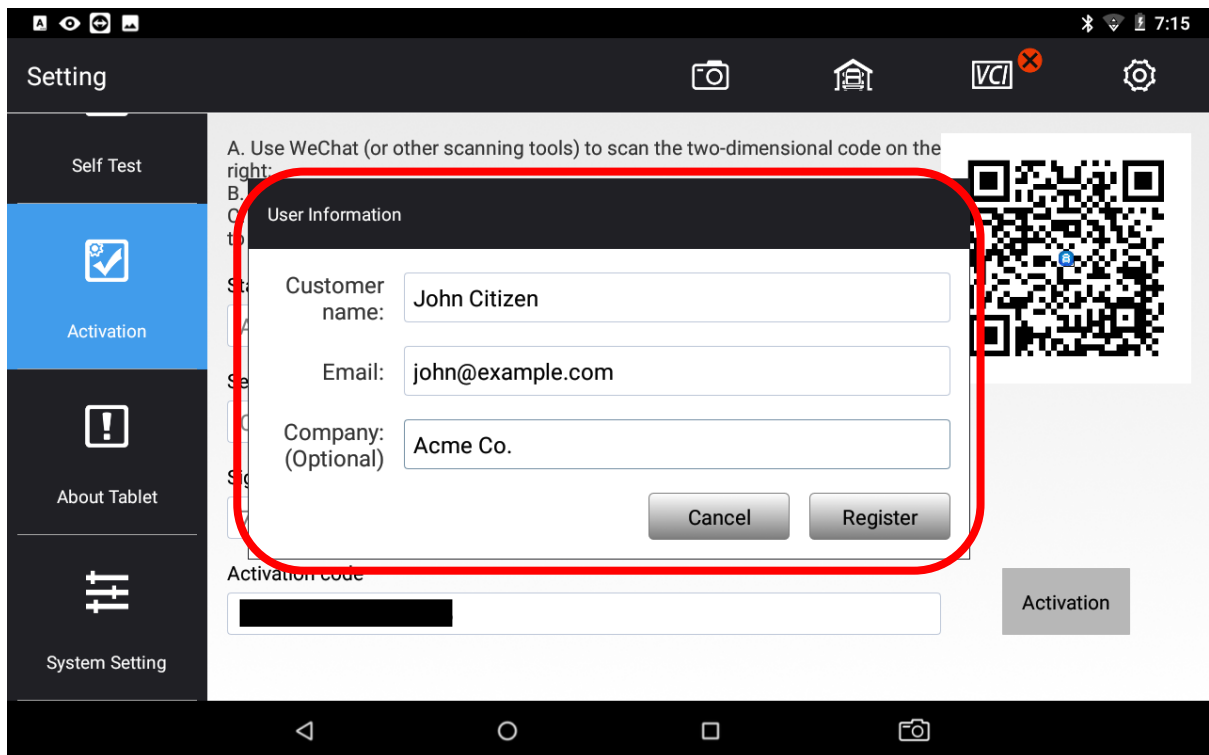 7:15
Setting
VCI
Self Test
Activation
About Tablet
System Setting
A. Use WeChat (or other scanning tools) to scan the two-dimensional code on the
right;
B.
to
User Information
Customer
name:
John Citizen
Email:
john@example.com
Company:
(Optional)
Acme Co.
Cancel
Register
Activation code
Activation